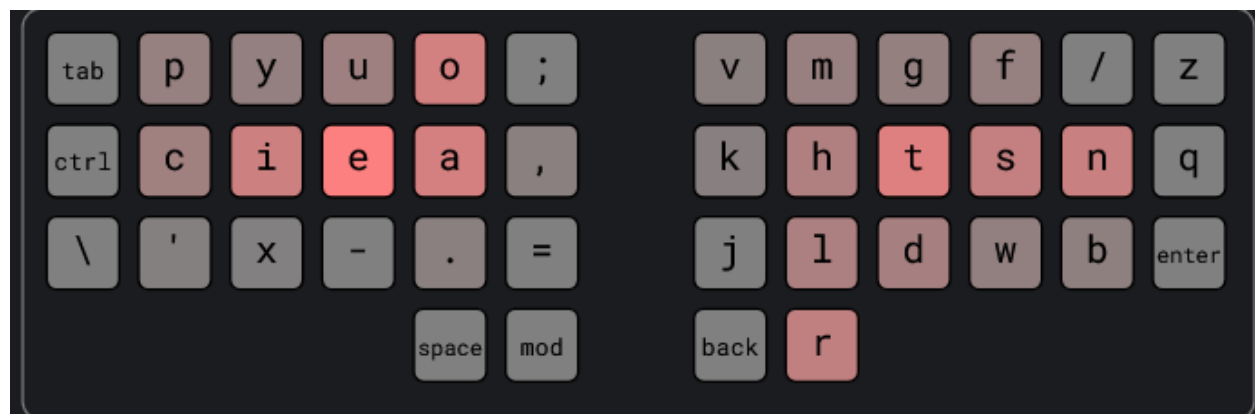 tab p y u o ; v m g f / z
ctrl c i e a , k h t s n q
\ ' x - . = j l d w b enter
space mod back r